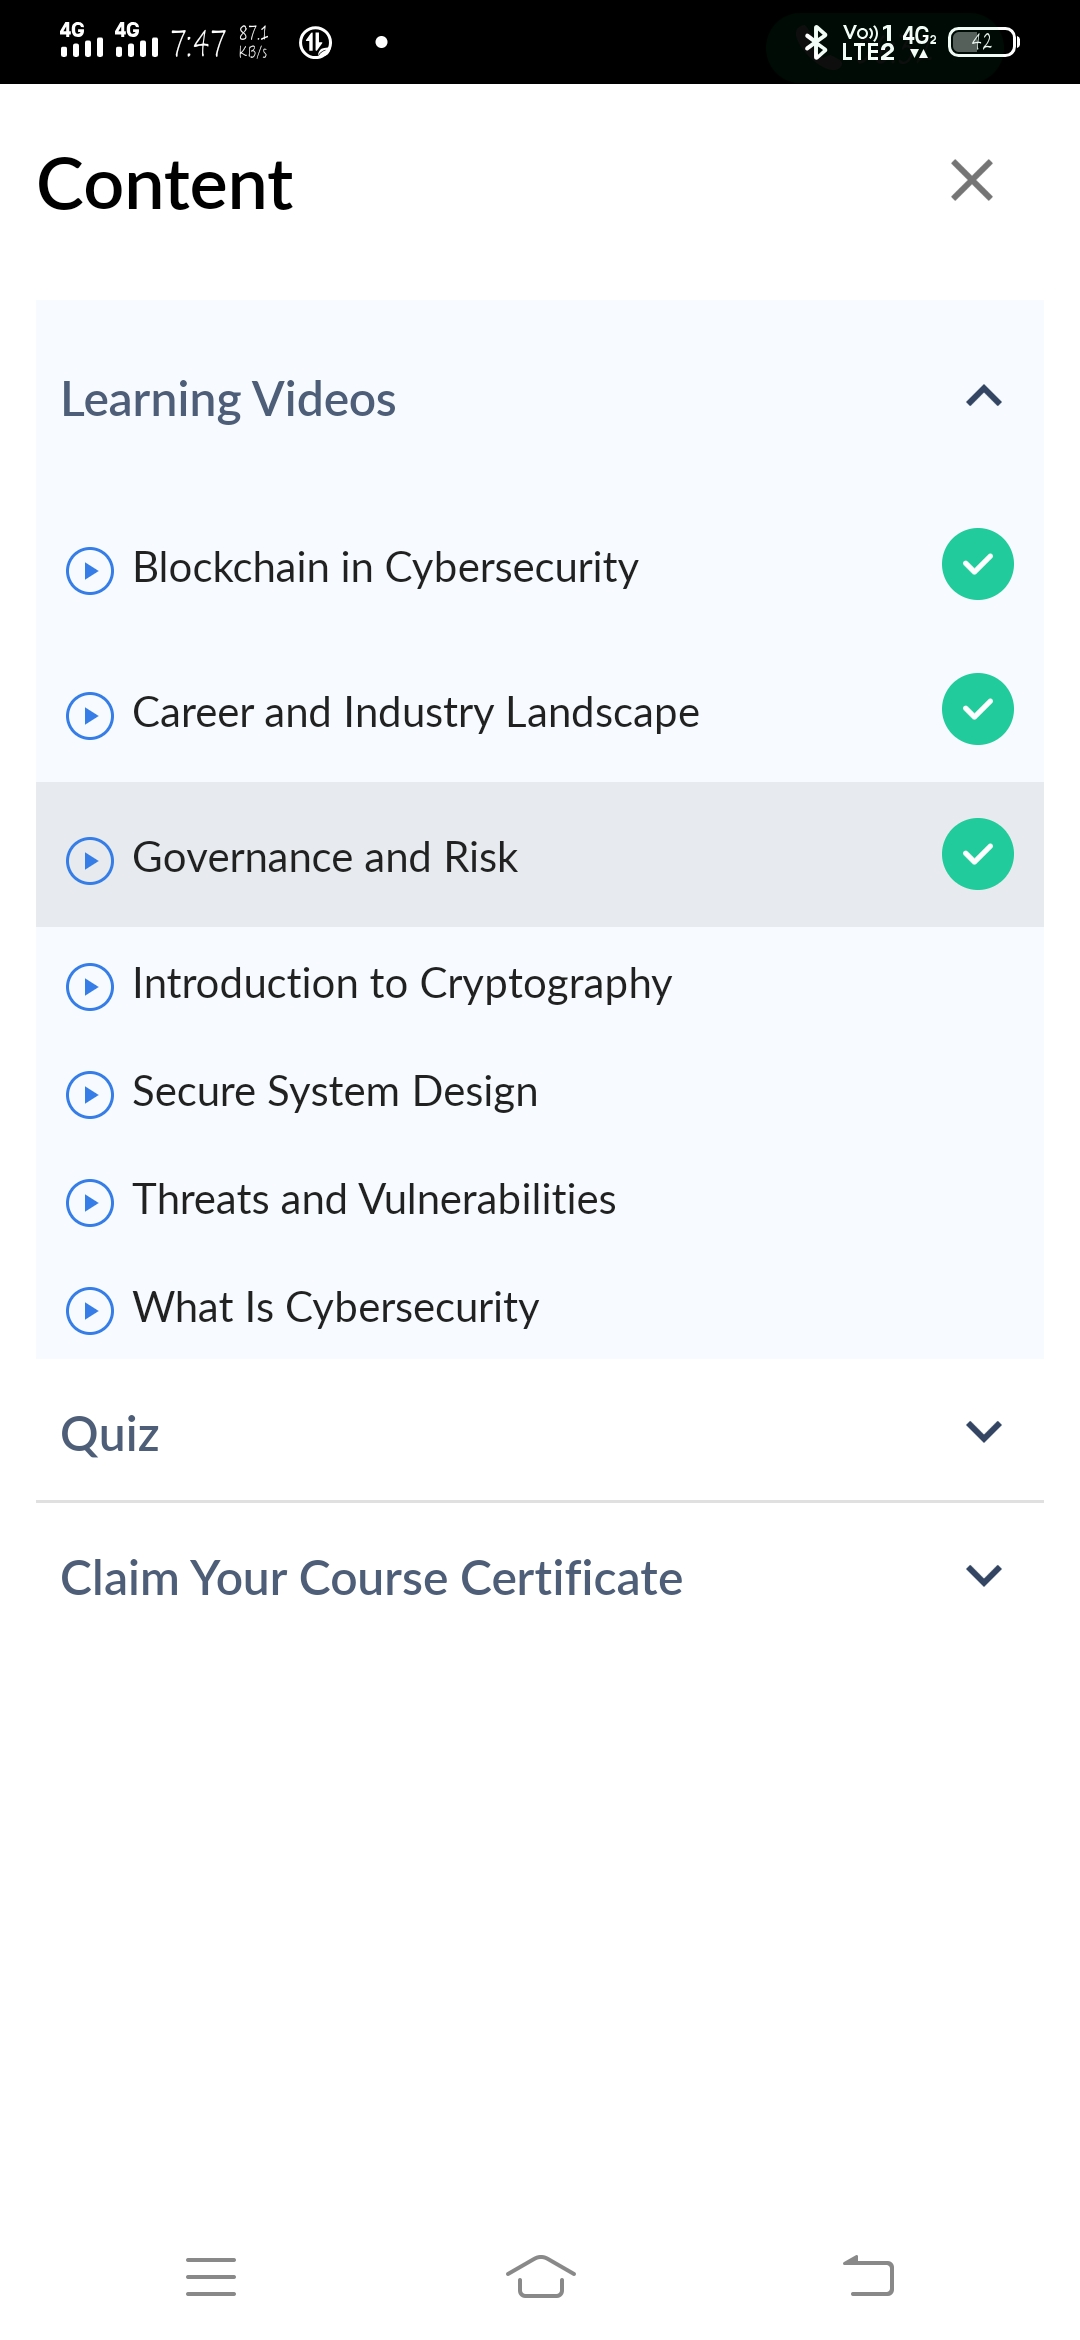 4G 4G 7:47 87.1 KB/s Vo)) 1 LTE2 4G2 42
Content
Learning Videos
Blockchain in Cybersecurity
Career and Industry Landscape
Governance and Risk
Introduction to Cryptography
Secure System Design
Threats and Vulnerabilities
What Is Cybersecurity
Quiz
Claim Your Course Certificate